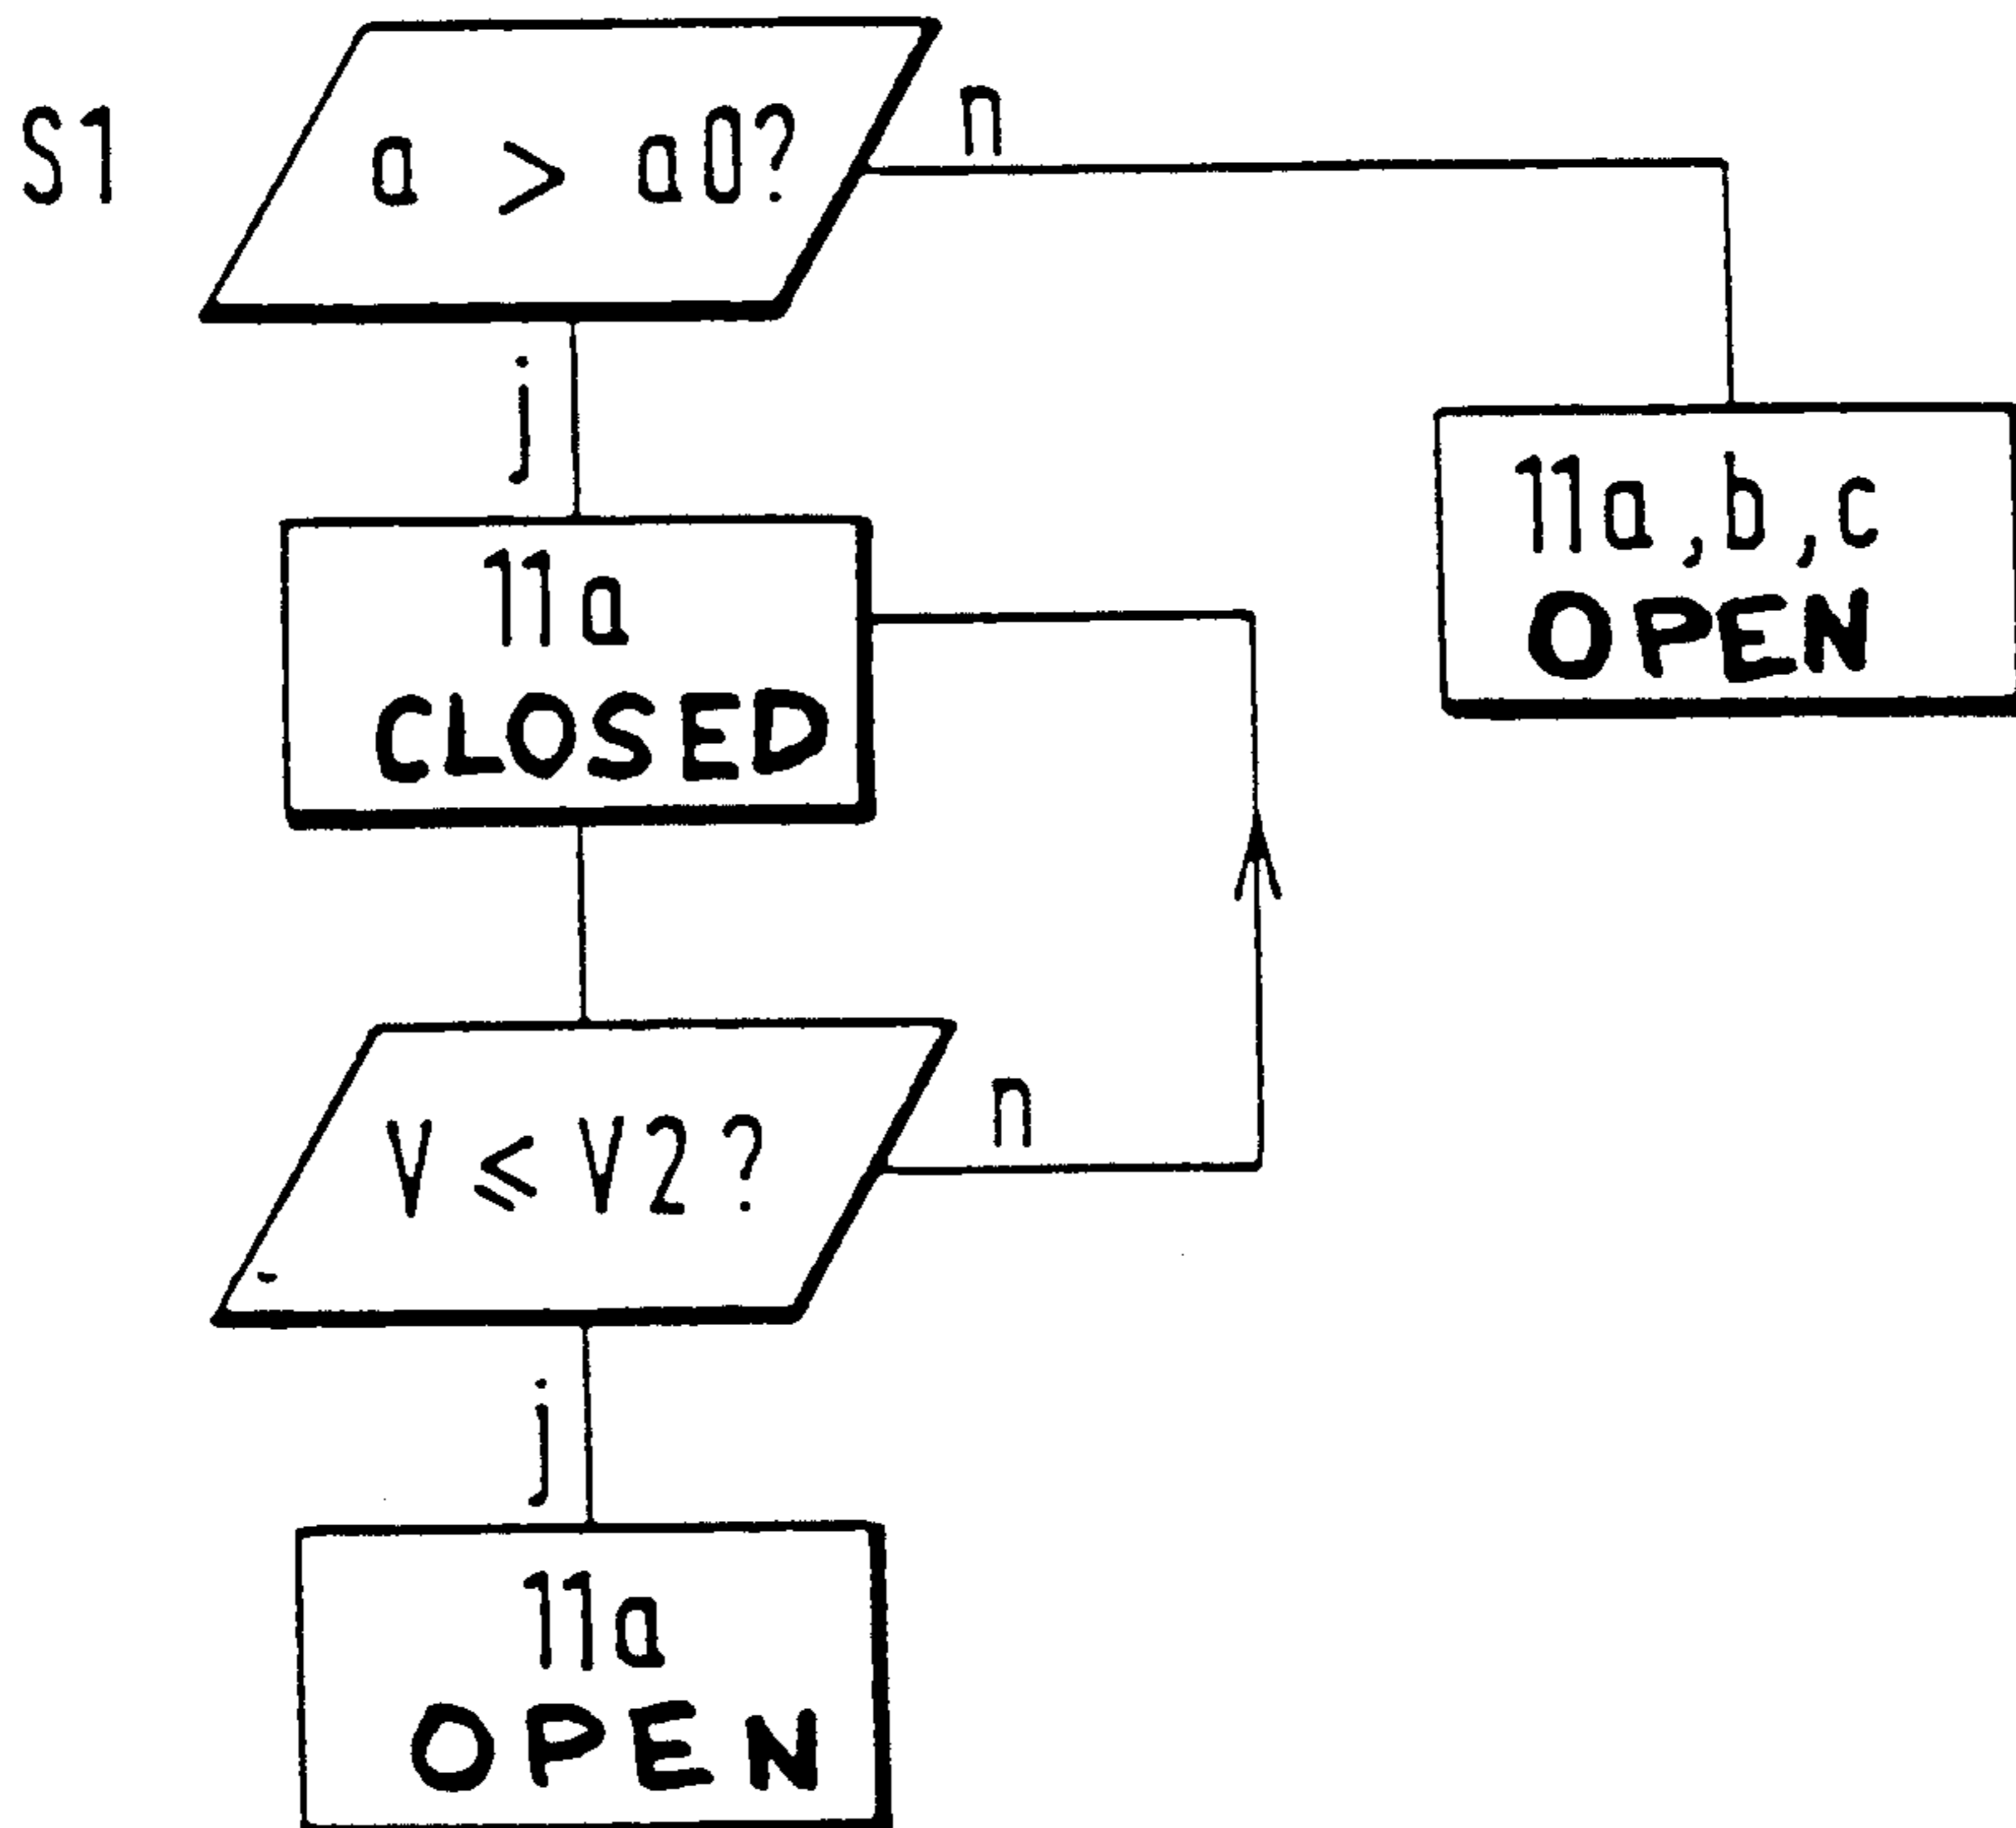 S1
a > a0?
n
j
11a,b,c
OPEN
11a
CLOSED
V ≤ V2?
n
j
11a
OPEN